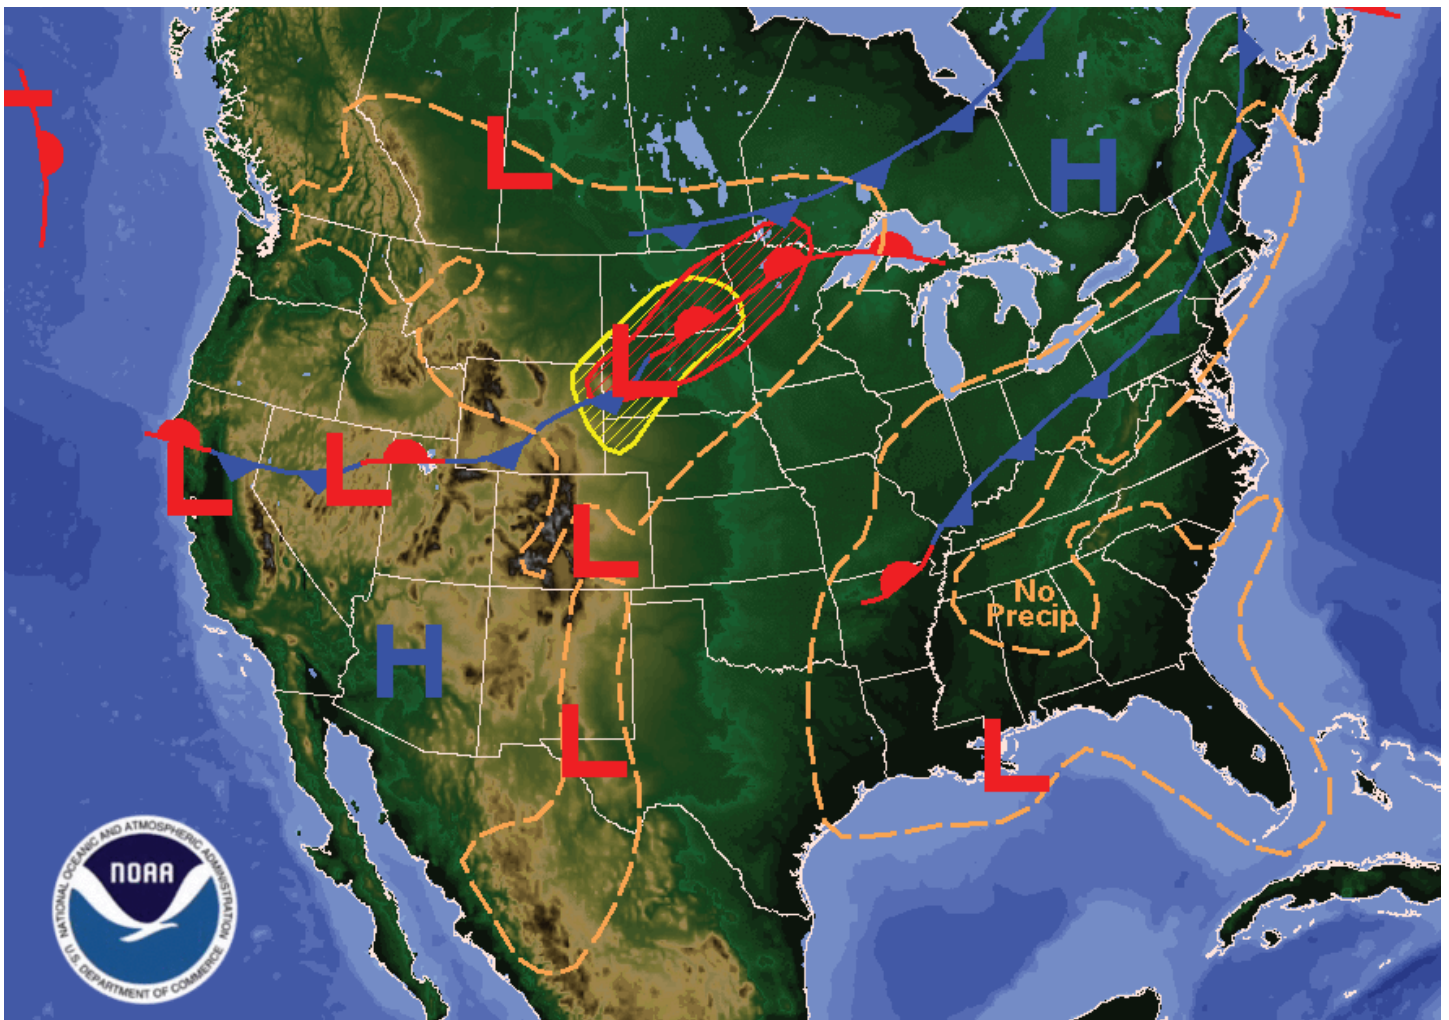 L
H
L
L
L
L
No
Precip
H
L
L
NATIONAL OCEANIC AND ATMOSPHERIC ADMINISTRATION
NOAA
U.S. DEPARTMENT OF COMMERCE